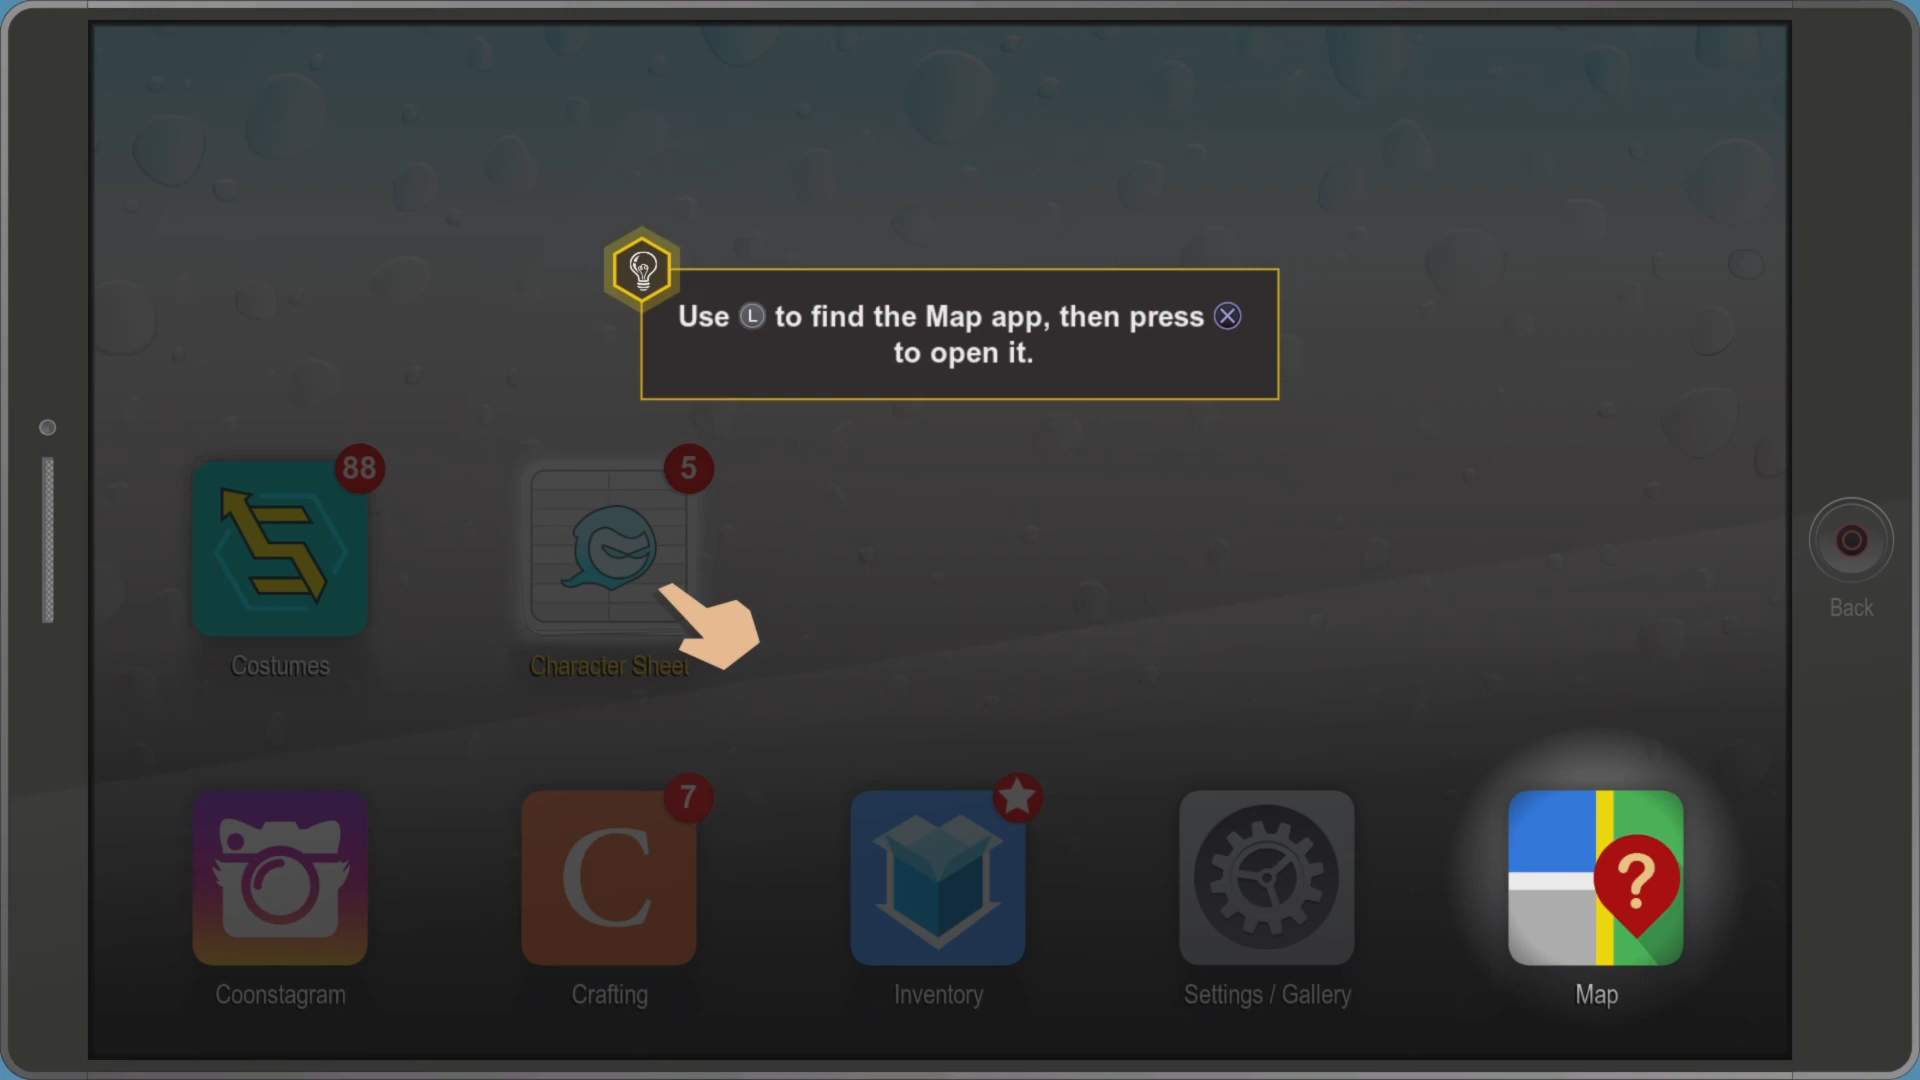 Use L to find the Map app, then press
to open it.
88
5
Costumes
Character Sheet
Back
7
C
?
Coonstagram
Crafting
Inventory
Settings / Gallery
Map